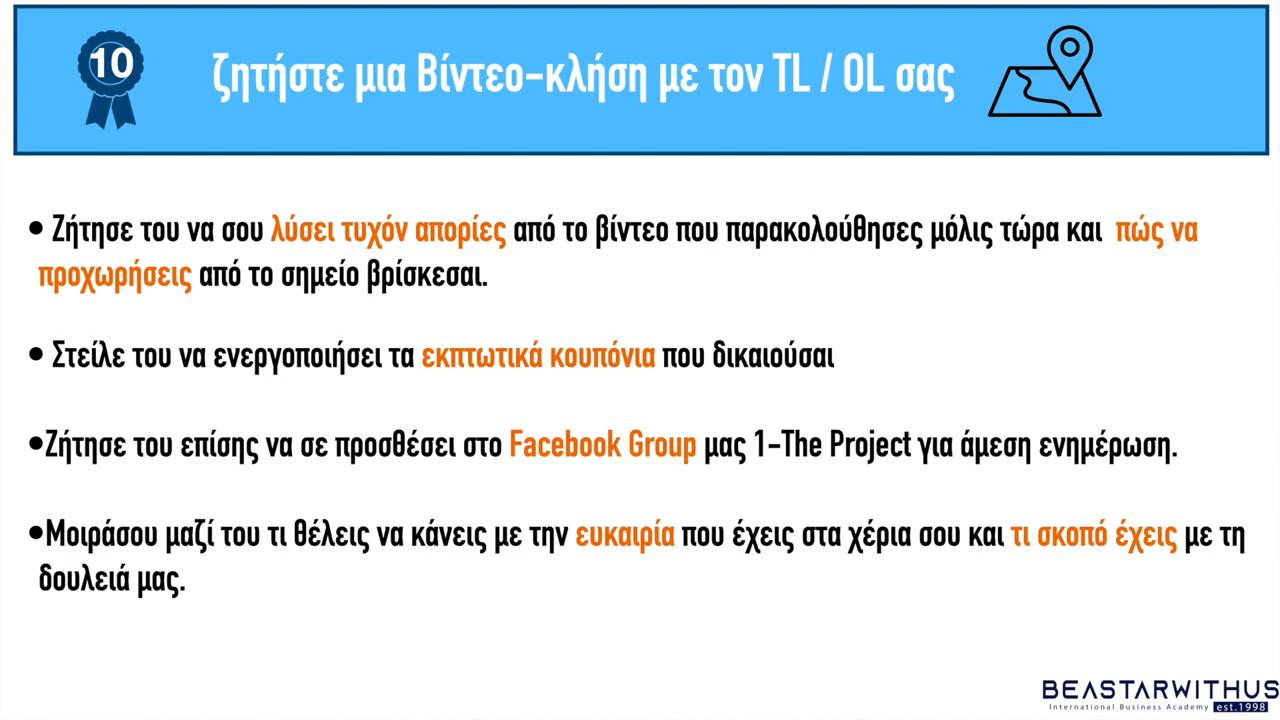 10
ζητήστε μια Βίντεο-κλήση με τον TL / OL σας
• Ζήτησε του να σου λύσει τυχόν απορίες από το βίντεο που παρακολούθησες μόλις τώρα και πώς να
προχωρήσεις από το σημείο βρίσκεσαι.
• Στείλε του να ενεργοποιήσει τα εκπτωτικά κουπόνια που δικαιούσαι
•Ζήτησε του επίσης να σε προσθέσει στο Facebook Group μας 1-The Project για άμεση ενημέρωση.
•Μοιράσου μαζί του τι θέλεις να κάνεις με την ευκαιρία που έχεις στα χέρια σου και τι σκοπό έχεις με τη
δουλειά μας.
BEASTARWITHUS
International Business Academy est.1998